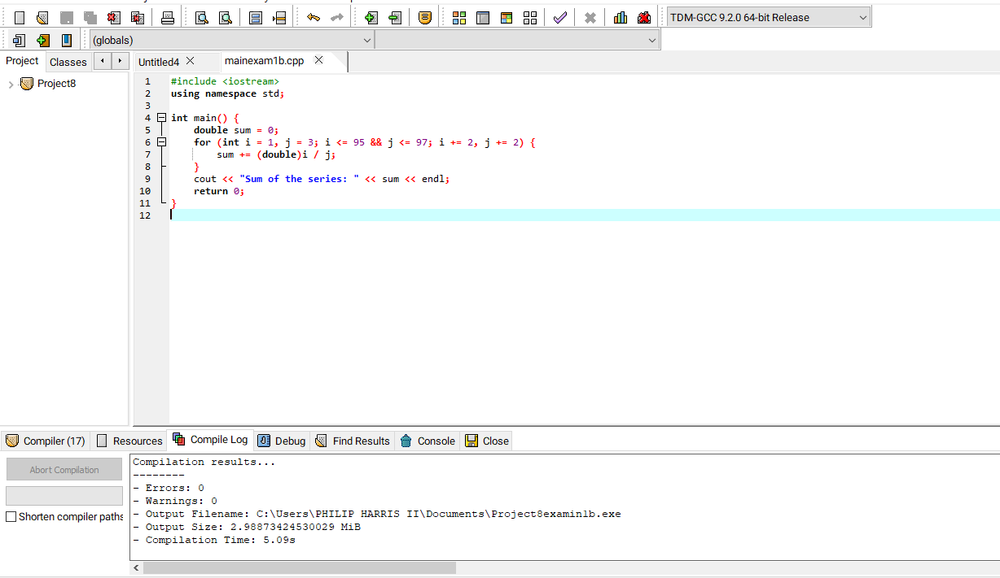 TDM-GCC 9.2.0 64-bit Release
(globals)
Project Classes
Untitled4 mainexam1b.cpp
Project8
1 #include <iostream>
2 using namespace std;
3
4 int main() {
5 double sum = 0;
6 for (int i = 1, j = 3; i <= 95 && j <= 97; i += 2, j += 2) {
7 sum += (double)i / j;
8 }
9 cout << "Sum of the series: " << sum << endl;
10 return 0;
11 }
12
Compiler (17) Resources Compile Log Debug Find Results Console Close
Abort Compilation
Shorten compiler paths
Compilation results...
--------
- Errors: 0
- Warnings: 0
- Output Filename: C:\Users\PHILIP HARRIS II\Documents\Project8examin1b.exe
- Output Size: 2.98873424530029 MiB
- Compilation Time: 5.09s